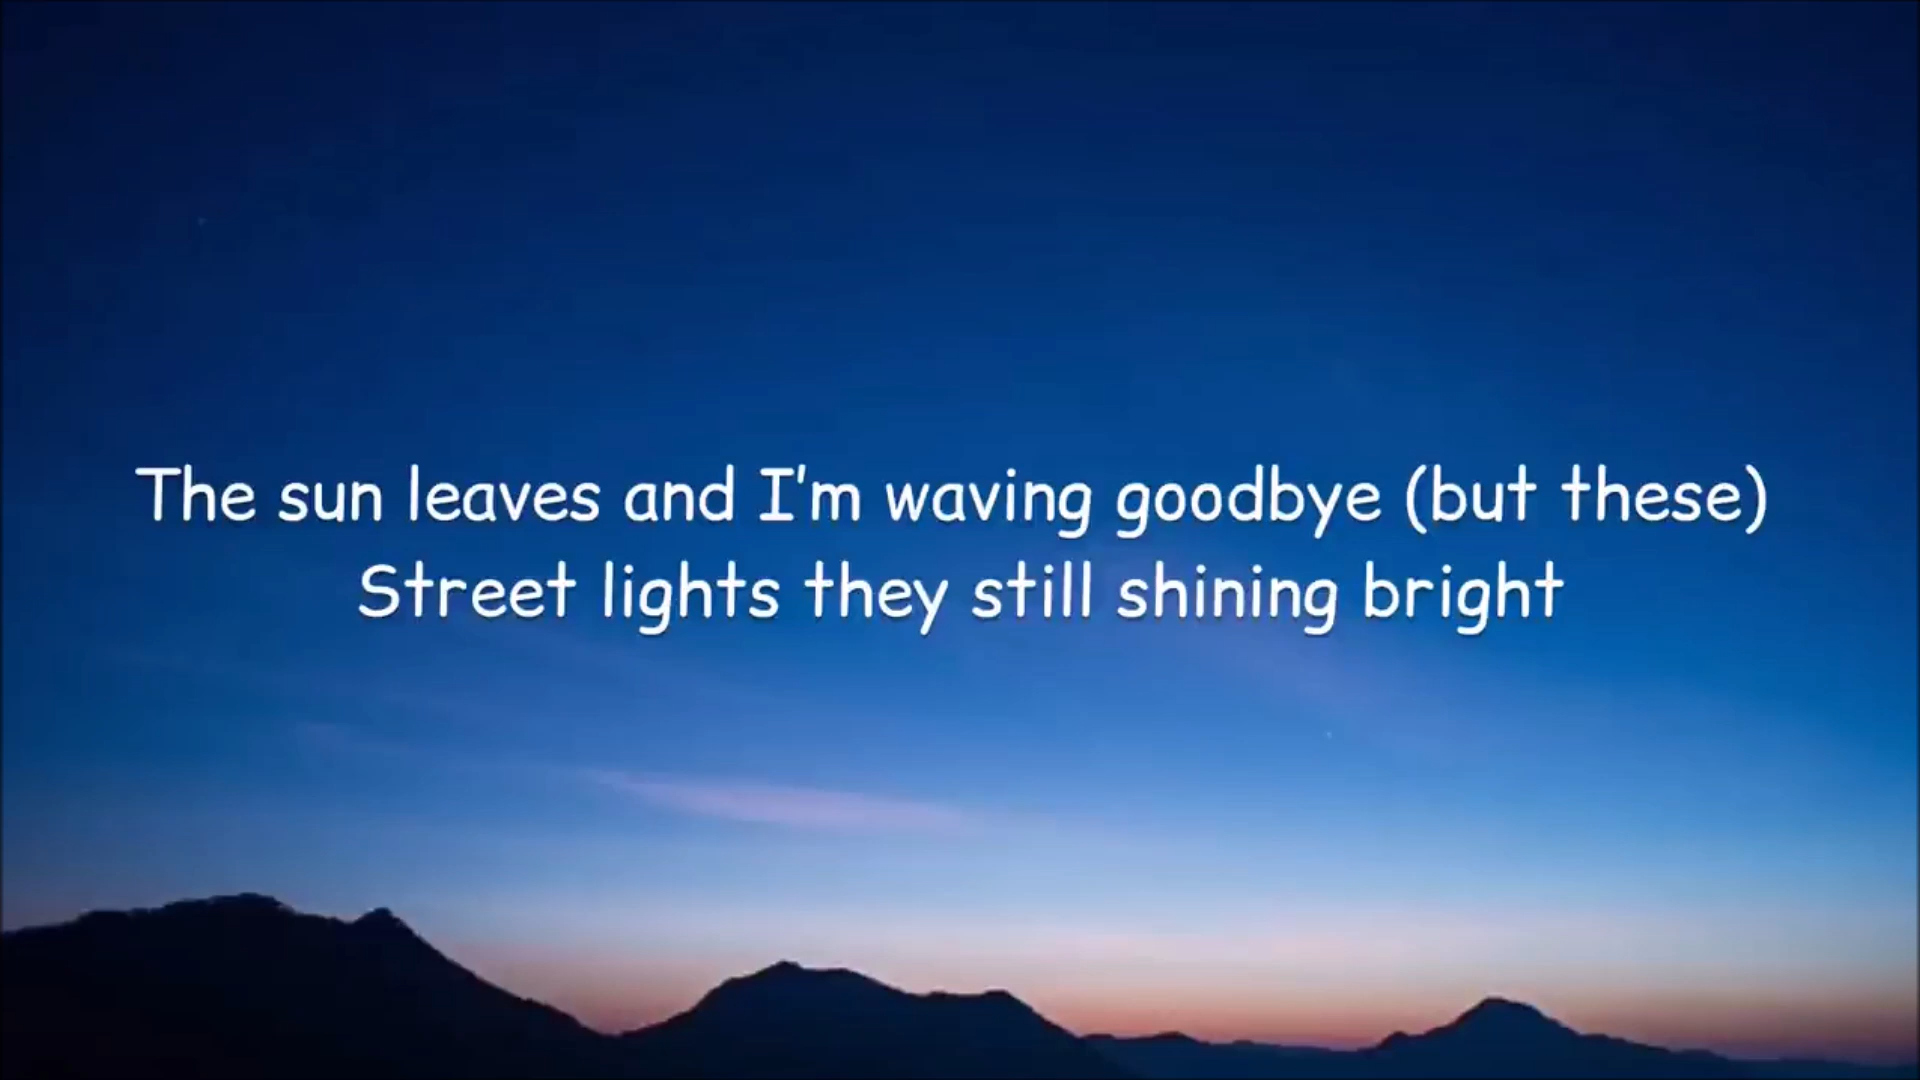 The sun leaves and I'm waving goodbye (but these)
Street lights they still shining bright